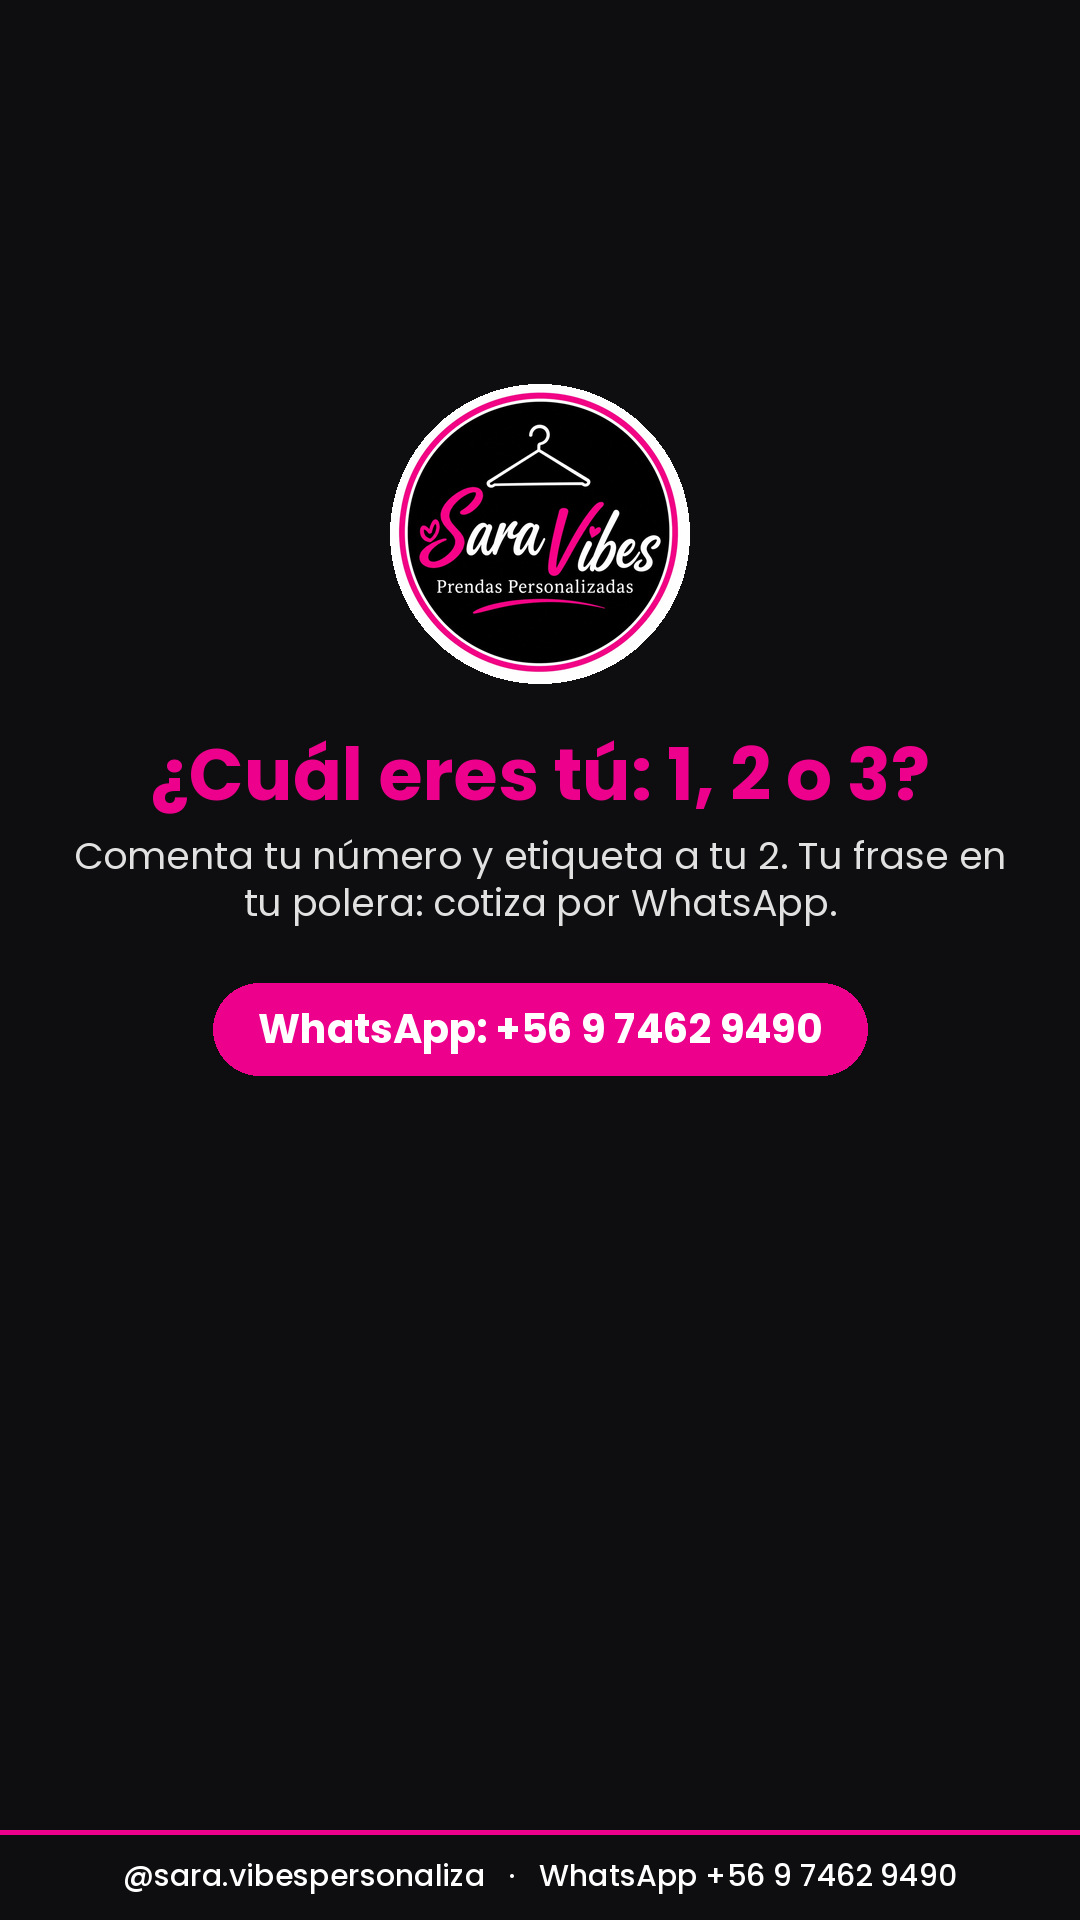 Sara Vibes
Prendas Personalizadas
¿Cuál eres tú: 1, 2 o 3?
Comenta tu número y etiqueta a tu 2. Tu frase en
tu polera: cotiza por WhatsApp.
WhatsApp: +56 9 7462 9490
@sara.vibespersonaliza · WhatsApp +56 9 7462 9490